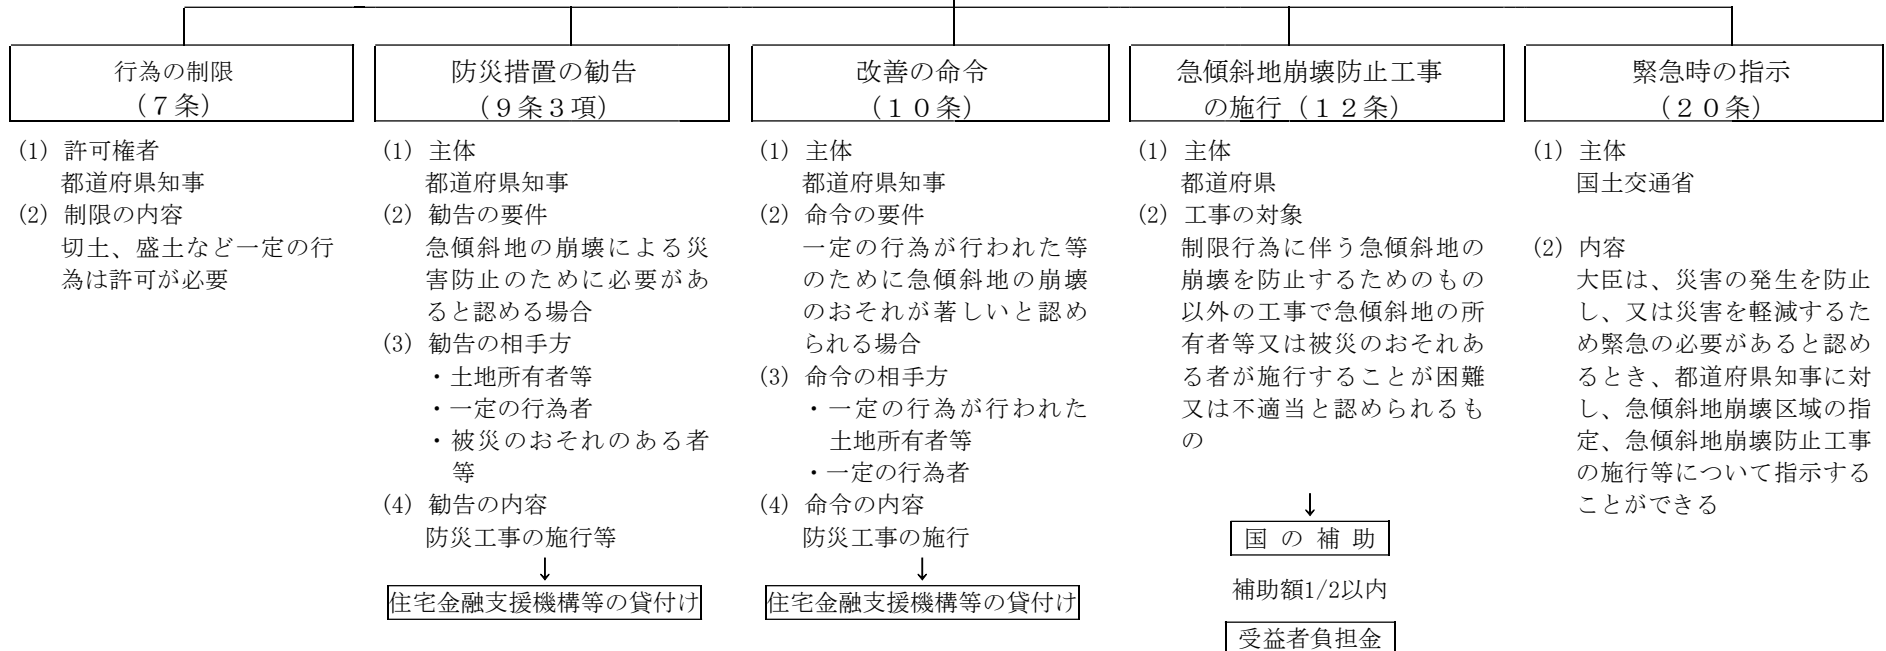 行為の制限
（７条）
(1) 許可権者
都道府県知事
(2) 制限の内容
切土、盛土など一定の行
為は許可が必要
防災措置の勧告
（９条３項）
(1) 主体
都道府県知事
(2) 勧告の要件
急傾斜地の崩壊による災
害防止のために必要があ
ると認める場合
(3) 勧告の相手方
・土地所有者等
・一定の行為者
・被災のおそれのある者
等
(4) 勧告の内容
防災工事の施行等
↓
住宅金融支援機構等の貸付け
改善の命令
（１０条）
(1) 主体
都道府県知事
(2) 命令の要件
一定の行為が行われた等
のために急傾斜地の崩壊
のおそれが著しいと認め
られる場合
(3) 命令の相手方
・一定の行為が行われた
土地所有者等
・一定の行為者
(4) 命令の内容
防災工事の施行
↓
住宅金融支援機構等の貸付け
急傾斜地崩壊防止工事
の施行（１２条）
(1) 主体
都道府県
(2) 工事の対象
制限行為に伴う急傾斜地の
崩壊を防止するためのもの
以外の工事で急傾斜地の所
有者等又は被災のおそれあ
る者が施行することが困難
又は不適当と認められるも
の
↓
国の補助
補助額1/2以内
受益者負担金
緊急時の指示
（２０条）
(1) 主体
国土交通省
(2) 内容
大臣は、災害の発生を防止
し、又は災害を軽減するた
め緊急の必要があると認め
るとき、都道府県知事に対
し、急傾斜地崩壊区域の指
定、急傾斜地崩壊防止工事
の施行等について指示する
ことができる